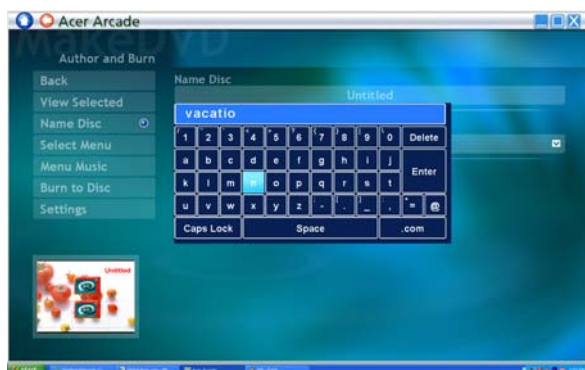 Acer Arcade
MakeDVD
Author and Burn
Back
View Selected
Name Disc
Select Menu
Menu Music
Burn to Disc
Settings
Name Disc
Untitled
vacatio
1 2 3 4 5 6 7 8 9 0 Delete
a b c d e f g h i j
Enter
k l m n o p q r s t
u v w x y z - . _ , = @
Caps Lock Space .com
Untitled
start